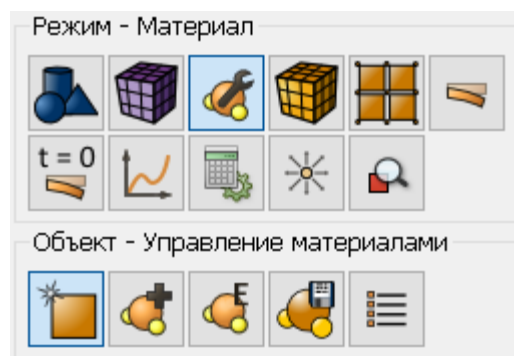 Режим - Материал
t = 0
Объект - Управление материалами
E